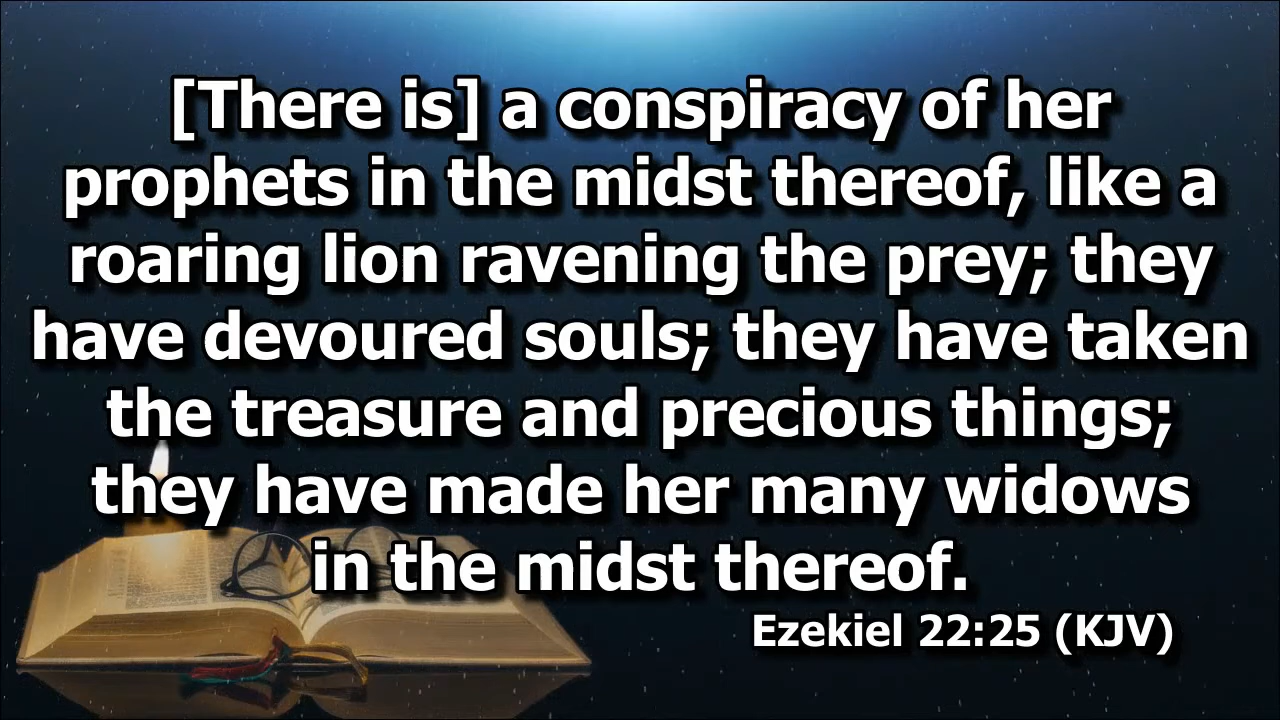 [There is] a conspiracy of her
prophets in the midst thereof, like a
roaring lion ravening the prey; they
have devoured souls; they have taken
the treasure and precious things;
they have made her many widows
in the midst thereof.
Ezekiel 22:25 (KJV)